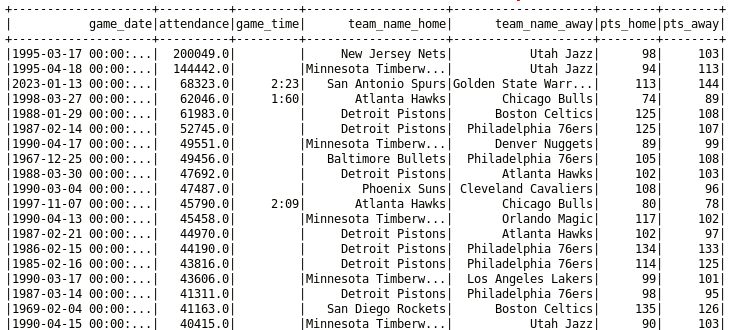 +-----------------+----------+---------+--------------------+--------------------+--------+--------+
|        game_date|attendance|game_time|      team_name_home|      team_name_away|pts_home|pts_away|
+-----------------+----------+---------+--------------------+--------------------+--------+--------+
|1995-03-17 00:00:...|  200049.0|         |     New Jersey Nets|           Utah Jazz|      98|     103|
|1995-04-18 00:00:...|  144442.0|         |Minnesota Timberw...|           Utah Jazz|      94|     113|
|2023-01-13 00:00:...|   68323.0|     2:23|   San Antonio Spurs|Golden State Warr...|     113|     144|
|1998-03-27 00:00:...|   62046.0|     1:60|       Atlanta Hawks|       Chicago Bulls|      74|      89|
|1988-01-29 00:00:...|   61983.0|         |     Detroit Pistons|      Boston Celtics|     125|     108|
|1987-02-14 00:00:...|   52745.0|         |     Detroit Pistons|  Philadelphia 76ers|     125|     107|
|1990-04-17 00:00:...|   49551.0|         |Minnesota Timberw...|      Denver Nuggets|      89|      99|
|1967-12-25 00:00:...|   49456.0|         |   Baltimore Bullets|  Philadelphia 76ers|     105|     108|
|1988-03-30 00:00:...|   47692.0|         |     Detroit Pistons|       Atlanta Hawks|     102|     103|
|1990-03-04 00:00:...|   47487.0|         |        Phoenix Suns| Cleveland Cavaliers|     108|      96|
|1997-11-07 00:00:...|   45790.0|     2:09|       Atlanta Hawks|       Chicago Bulls|      80|      78|
|1990-04-13 00:00:...|   45458.0|         |Minnesota Timberw...|       Orlando Magic|     117|     102|
|1987-02-21 00:00:...|   44970.0|         |     Detroit Pistons|       Atlanta Hawks|     102|      97|
|1986-02-15 00:00:...|   44190.0|         |     Detroit Pistons|  Philadelphia 76ers|     134|     133|
|1985-02-16 00:00:...|   43816.0|         |     Detroit Pistons|  Philadelphia 76ers|     114|     125|
|1990-03-17 00:00:...|   43606.0|         |Minnesota Timberw...|  Los Angeles Lakers|      99|     101|
|1987-03-14 00:00:...|   41311.0|         |     Detroit Pistons|  Philadelphia 76ers|      98|      95|
|1969-02-04 00:00:...|   41163.0|         |   San Diego Rockets|      Boston Celtics|     135|     126|
|1990-04-15 00:00:...|   40415.0|         |Minnesota Timberw...|           Utah Jazz|      90|     103|